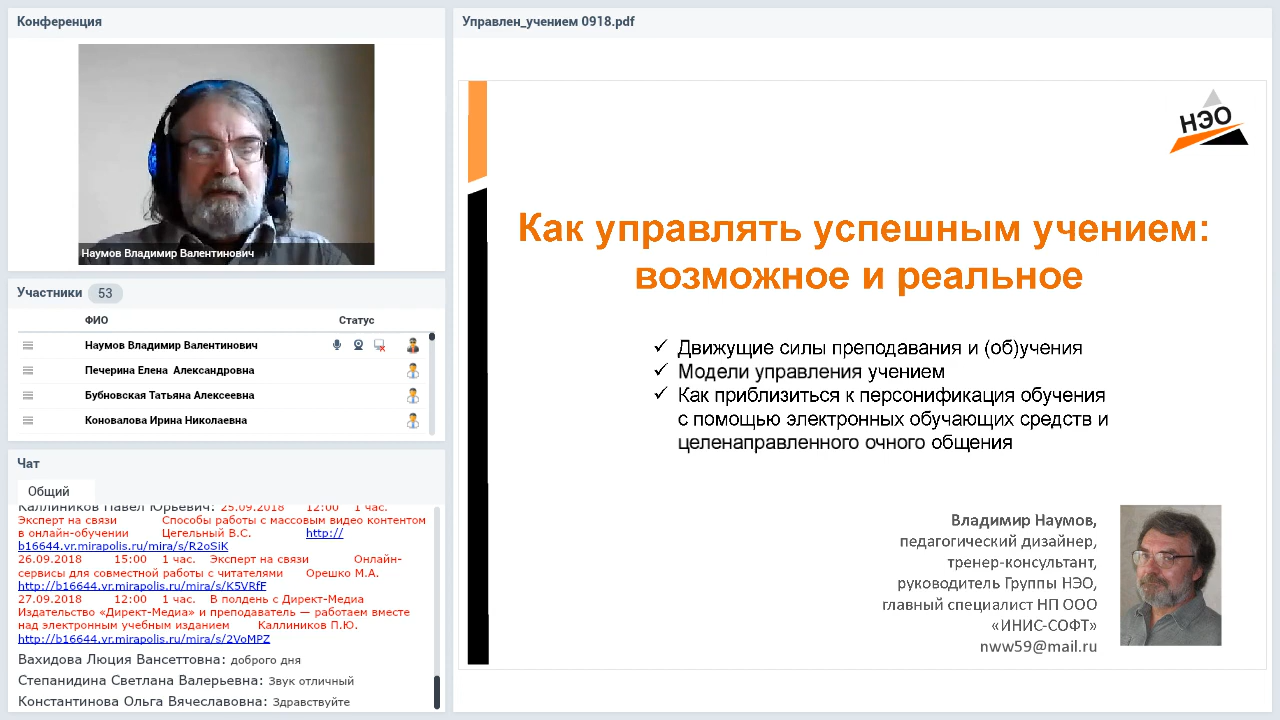 Конференция
Наумов Владимир Валентинович
Участники 53
ФИО Статус
Наумов Владимир Валентинович
Печерина Елена Александровна
Бубновская Татьяна Алексеевна
Коновалова Ирина Николаевна
Чат
Общий
Каллиников Павел Юрьевич: 25.09.2018 12:00 1 час.
Эксперт на связи Способы работы с массовым видео контентом
в онлайн-обучении Цегельный В.С. http://
b16644.vr.mirapolis.ru/mira/s/R2oSiK
26.09.2018 15:00 1 час. Эксперт на связи Онлайн-
сервисы для совместной работы с читателями Орешко М.А.
http://b16644.vr.mirapolis.ru/mira/s/K5VRfF
27.09.2018 12:00 1 час. В полдень с Директ-Медиа
Издательство «Директ-Медиа» и преподаватель — работаем вместе
над электронным учебным изданием Каллиников П.Ю.
http://b16644.vr.mirapolis.ru/mira/s/2VoMPZ
Вахидова Люция Вансеттовна: доброго дня
Степанидина Светлана Валерьевна: Звук отличный
Константинова Ольга Вячеславовна: Здравствуйте
Управлен_учением 0918.pdf
НЭО
Как управлять успешным учением:
возможное и реальное
✓ Движущие силы преподавания и (об)учения
✓ Модели управления учением
✓ Как приблизиться к персонификация обучения
с помощью электронных обучающих средств и
целенаправленного очного общения
Владимир Наумов,
педагогический дизайнер,
тренер-консультант,
руководитель Группы НЭО,
главный специалист НП ООО
«ИНИС-СОФТ»
nww59@mail.ru